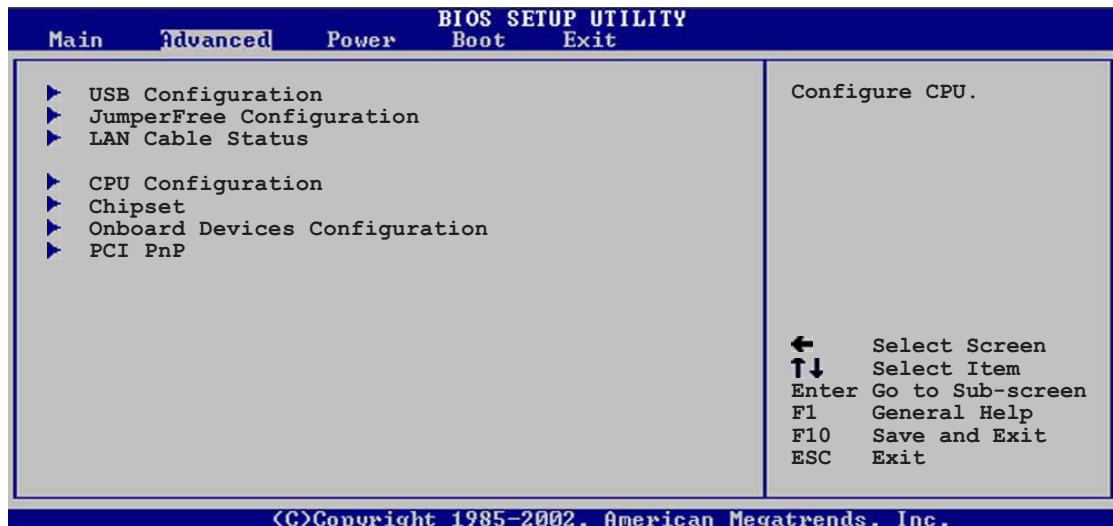 BIOS SETUP UTILITY
Main Advanced Power Boot Exit
USB Configuration
JumperFree Configuration
LAN Cable Status
CPU Configuration
Chipset
Onboard Devices Configuration
PCI PnP
Configure CPU.
← Select Screen
↑↓ Select Item
Enter Go to Sub-screen
F1 General Help
F10 Save and Exit
ESC Exit
(C)Copyright 1985-2002, American Megatrends, Inc.